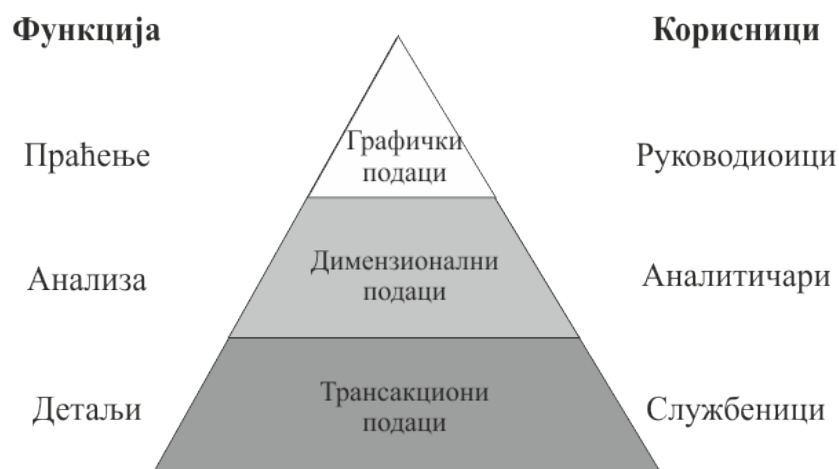 Функција
Корисници
Праћење
Графички
подаци
Руководиоици
Анализа
Димензионални
подаци
Аналитичари
Детаљи
Трансакциони
подаци
Службеници